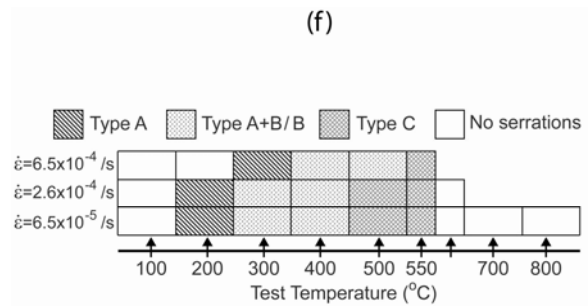 (f)
Type A Type A+B/B Type C No serrations
ε̇=6.5x10⁻⁴ /s
ε̇=2.6x10⁻⁴ /s
ε̇=6.5x10⁻⁵ /s
100 200 300 400 500 550 700 800
Test Temperature (°C)